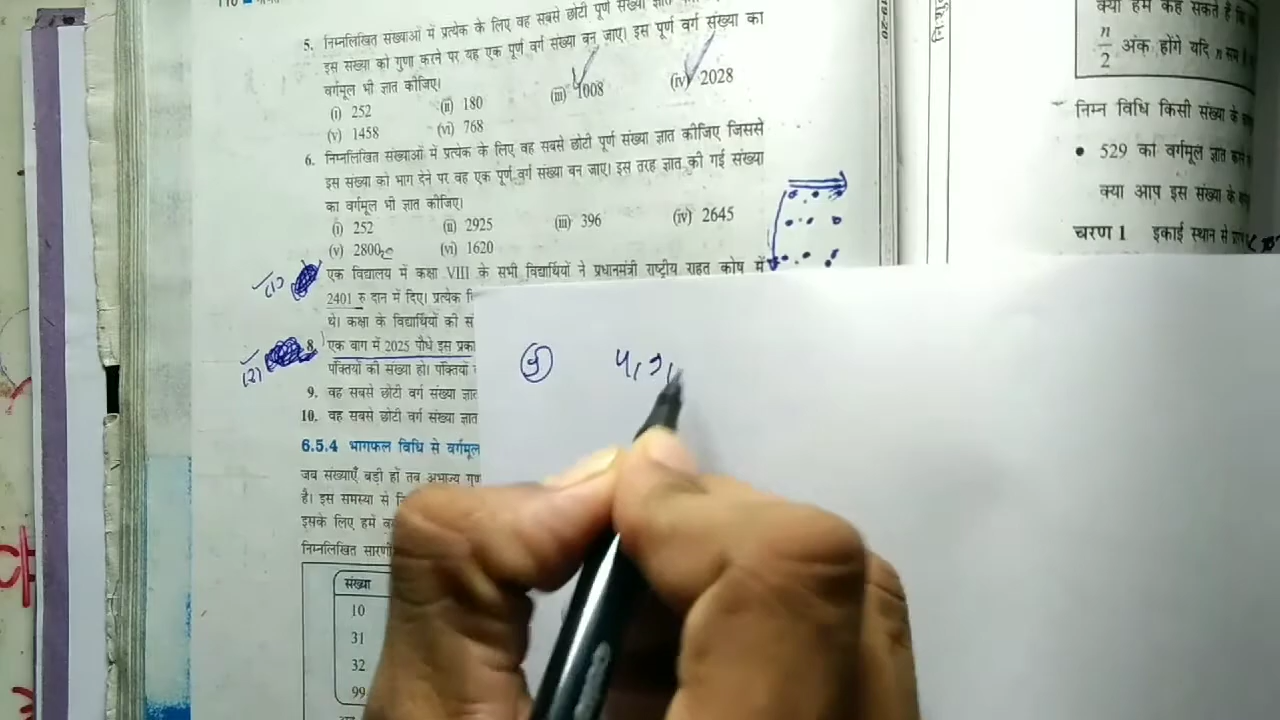 5. निम्नलिखित संख्याओं में प्रत्येक के लिए वह सबसे छोटी पूर्ण संख्या
इस संख्या को गुणा करने पर यह एक पूर्ण वर्ग संख्या बन जाए। इस पूर्ण वर्ग संख्या का
वर्गमूल भी ज्ञात कीजिए।
(i) 252 (ii) 180 (iii) 1008 (iv) 2028
(v) 1458 (vi) 768
6. निम्नलिखित संख्याओं में प्रत्येक के लिए वह सबसे छोटी पूर्ण संख्या ज्ञात कीजिए जिससे
इस संख्या को भाग देने पर वह एक पूर्ण वर्ग संख्या बन जाए। इस तरह ज्ञात की गई संख्या
का वर्गमूल भी ज्ञात कीजिए।
(i) 252 (ii) 2925 (iii) 396 (iv) 2645
(v) 2800 (vi) 1620
एक विद्यालय में कक्षा VIII के सभी विद्यार्थियों ने प्रधानमंत्री राष्ट्रीय राहत कोष में
2401 रु दान में दिए। प्रत्येक
थे। कक्षा के विद्यार्थियों की
8. एक बाग में 2025 पौधे इस
पंक्तियों की संख्या हो। पंक्तियों
9. वह सबसे छोटी वर्ग संख्या
10. वह सबसे छोटी वर्ग संख्या
6.5.4 भागफल विधि से वर्गमूल
जब संख्याएँ बड़ी हों तब अभाज्य
है। इस समस्या से
इसके लिए हमें
निम्नलिखित
संख्या
10
31
32
99
9 4, 9,
क्या हम कह सकते हैं
n/2 अंक होंगे यदि n सम
निम्न विधि किसी संख्या के
• 529 का वर्गमूल ज्ञात
क्या आप इस संख्या के
चरण 1 इकाई स्थान से